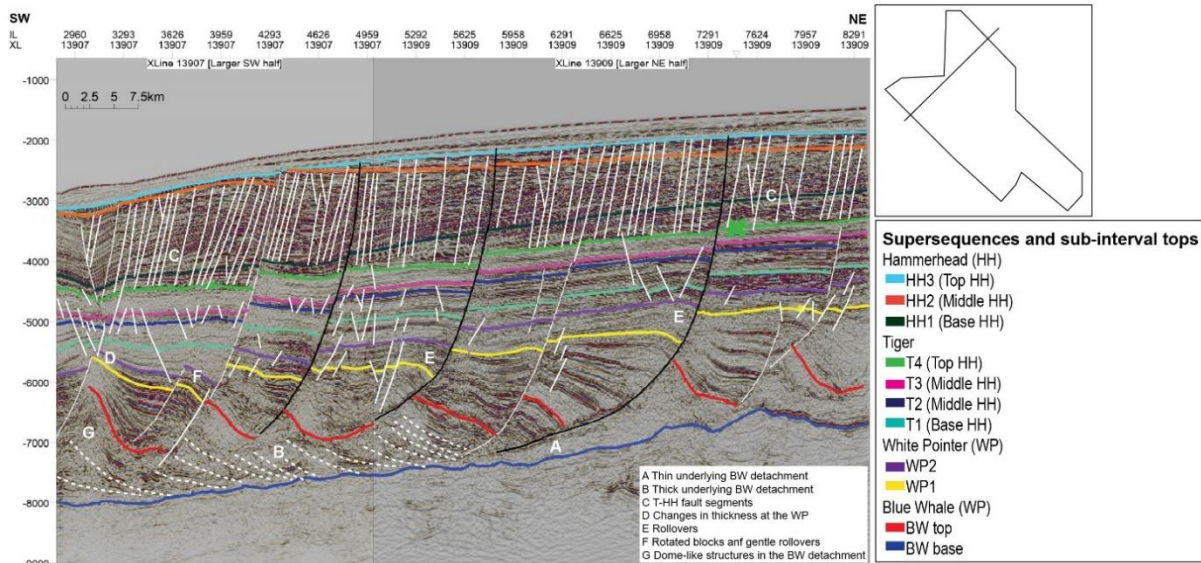 SW
NE
IL 2960 3293 3626 3959 4293 4626 4959 5292 5625 5958 6291 6625 6958 7291 7624 7957 8291
XL 13907 13907 13907 13907 13907 13907 13907 13909 13909 13909 13909 13909 13909 13909 13909 13909 13909
XLine 13907 [Larger SW half]
XLine 13909 [Larger NE half]
0 2.5 5 7.5km
-1000
-2000
-3000
-4000
-5000
-6000
-7000
-8000
C
C
D
E
E
F
G
B
A
A Thin underlying BW detachment
B Thick underlying BW detachment
C T-HH fault segments
D Changes in thickness at the WP
E Rollovers
F Rotated blocks anf gentle rollovers
G Dome-like structures in the BW detachment
Supersequences and sub-interval tops
Hammerhead (HH)
HH3 (Top HH)
HH2 (Middle HH)
HH1 (Base HH)
Tiger
T4 (Top HH)
T3 (Middle HH)
T2 (Middle HH)
T1 (Base HH)
White Pointer (WP)
WP2
WP1
Blue Whale (WP)
BW top
BW base